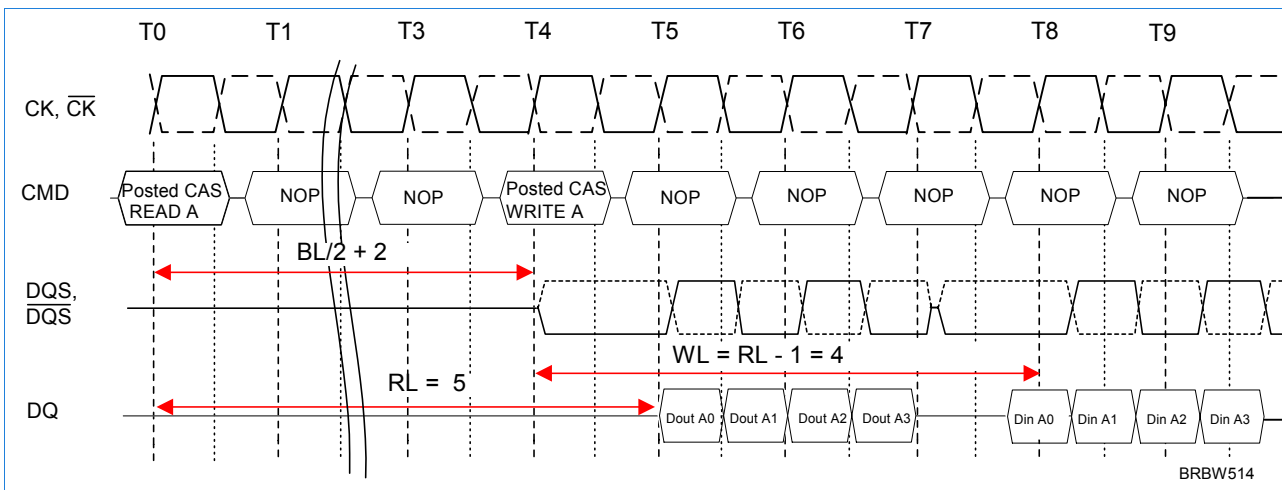 T0 T1 T3 T4 T5 T6 T7 T8 T9
CK, CK
CMD
Posted CAS
READ A
NOP
NOP
Posted CAS
WRITE A
NOP
NOP
NOP
NOP
NOP
BL/2 + 2
DQS,
DQS
WL = RL - 1 = 4
RL = 5
DQ
Dout A0 Dout A1 Dout A2 Dout A3 Din A0 Din A1 Din A2 Din A3
BRBW514